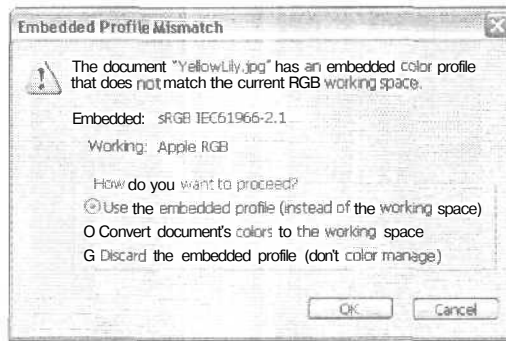 Embedded Profile Mismatch
The document "YellowLily.jpg" has an embedded color profile
that does not match the current RGB working space.
Embedded: sRGB IEC61966-2.1
Working: Apple RGB
How do you want to proceed?
Use the embedded profile (instead of the working space)
O Convert document's colors to the working space
G Discard the embedded profile (don't color manage)
OK Cancel